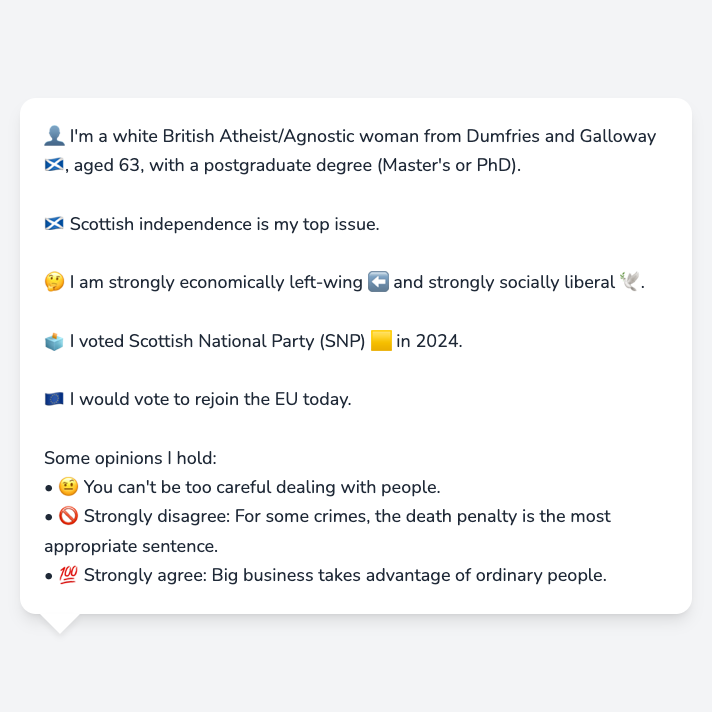 👤 I'm a white British Atheist/Agnostic woman from Dumfries and Galloway
🏴󠁧󠁢󠁳󠁣󠁴󠁿, aged 63, with a postgraduate degree (Master's or PhD).
🏴󠁧󠁢󠁳󠁣󠁴󠁿 Scottish independence is my top issue.
🤔 I am strongly economically left-wing ⬅️ and strongly socially liberal 🕊️.
🗳️ I voted Scottish National Party (SNP) 🟨 in 2024.
🇪🇺 I would vote to rejoin the EU today.
Some opinions I hold:
• 🤨 You can't be too careful dealing with people.
• 🚫 Strongly disagree: For some crimes, the death penalty is the most
appropriate sentence.
• 💯 Strongly agree: Big business takes advantage of ordinary people.